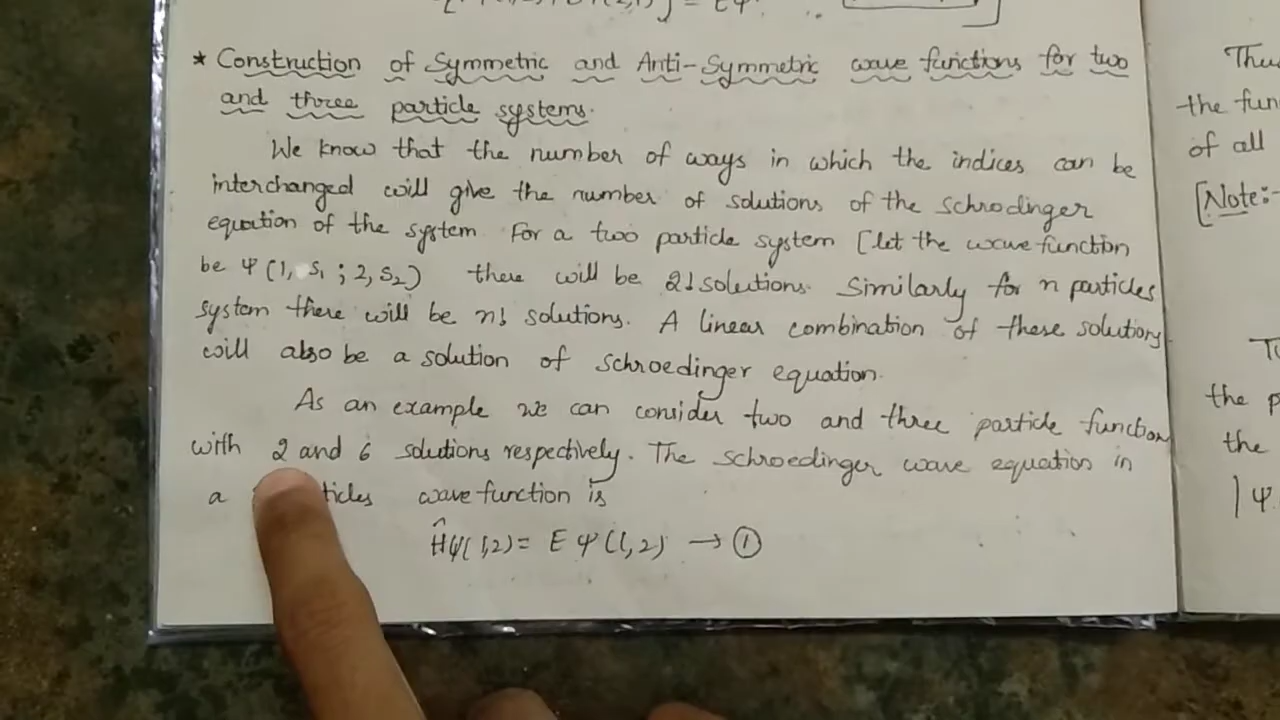 = Eψ.
* Construction of Symmetric and Anti-Symmetric wave functions for two
and three particle systems.
We know that the number of ways in which the indices can be
interchanged will give the number of solutions of the schrodinger
equation of the system. For a two particle system [let the wave function
be ψ(1, s₁ ; 2, s₂) there will be 2! solutions. Similarly for n particles
system there will be n! solutions. A linear combination of these solutions
will also be a solution of schroedinger equation.
As an example we can consider two and three particle function
with 2 and 6 solutions respectively. The schroedinger wave equation in
a ticles wave function is
Ĥψ(1,2) = E ψ(1,2) → ①
Thu
the fun
of all
[Note:-
the p
the
|ψ